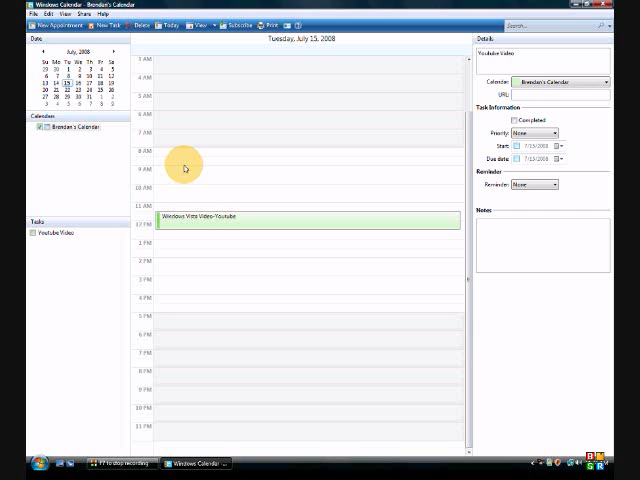 Windows Calendar - Brendan's Calendar
File Edit View Share Help
New Appointment New Task Delete Today View Subscribe Print Search...
Date
July, 2008
Su Mo Tu We Th Fr Sa
29 30 1 2 3 4 5
6 7 8 9 10 11 12
13 14 15 16 17 18 19
20 21 22 23 24 25 26
27 28 29 30 31 1 2
3 4 5 6 7 8 9
Calendars
Brendan's Calendar
Tasks
Youtube Video
Tuesday, July 15, 2008
5 AM
6 AM
7 AM
8 AM
9 AM
10 AM
11 AM
Windows Vista Video-Youtube
12 PM
1 PM
2 PM
3 PM
4 PM
5 PM
6 PM
7 PM
8 PM
9 PM
10 PM
11 PM
Details
Youtube Video
Calendar: Brendan's Calendar
URL:
Task Information
Completed
Priority: None
Start: 7/15/2008
Due date: 7/15/2008
Reminder
Reminder: None
Notes
F7 to stop recording
Windows Calendar - ...